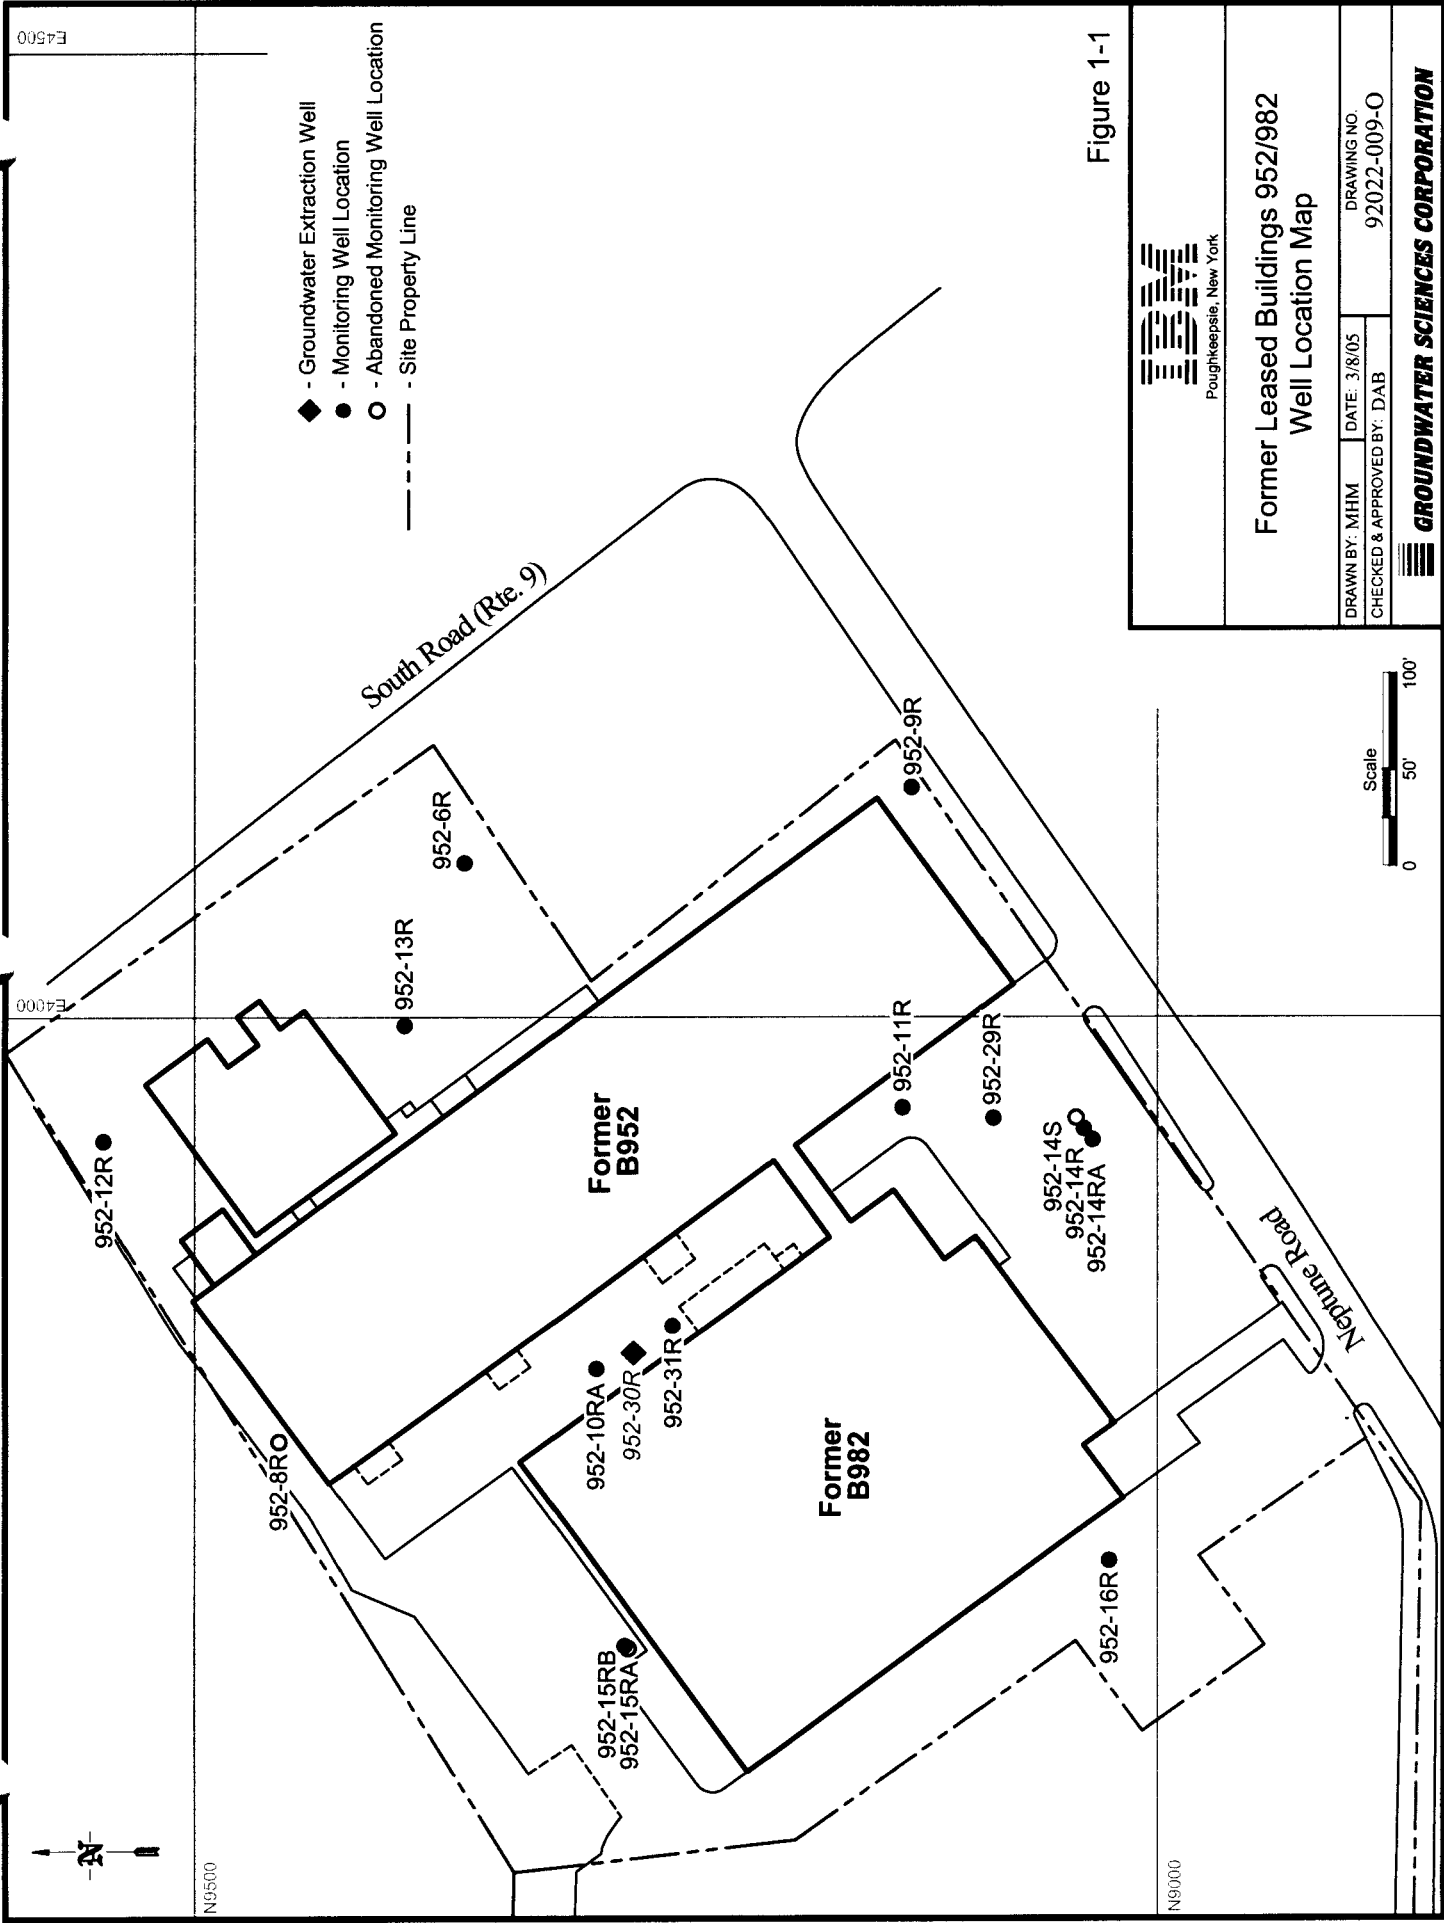 E4500
- Groundwater Extraction Well
- Monitoring Well Location
- Abandoned Monitoring Well Location
- Site Property Line
South Road (Rte. 9)
E4000
N
N9500
N9000
952-12R
952-8R
952-13R
952-6R
952-9R
Former
B952
952-11R
952-29R
952-14S
952-14R
952-14RA
952-10RA
952-30R
952-31R
Former
B982
952-15RB
952-15RA
952-16R
Neptune Road
Scale
0 50' 100'
Figure 1-1
IBM
Poughkeepsie, New York
Former Leased Buildings 952/982
Well Location Map
DRAWN BY: MHM DATE: 3/8/05
CHECKED & APPROVED BY: DAB
DRAWING NO.
92022-009-O
GROUNDWATER SCIENCES CORPORATION